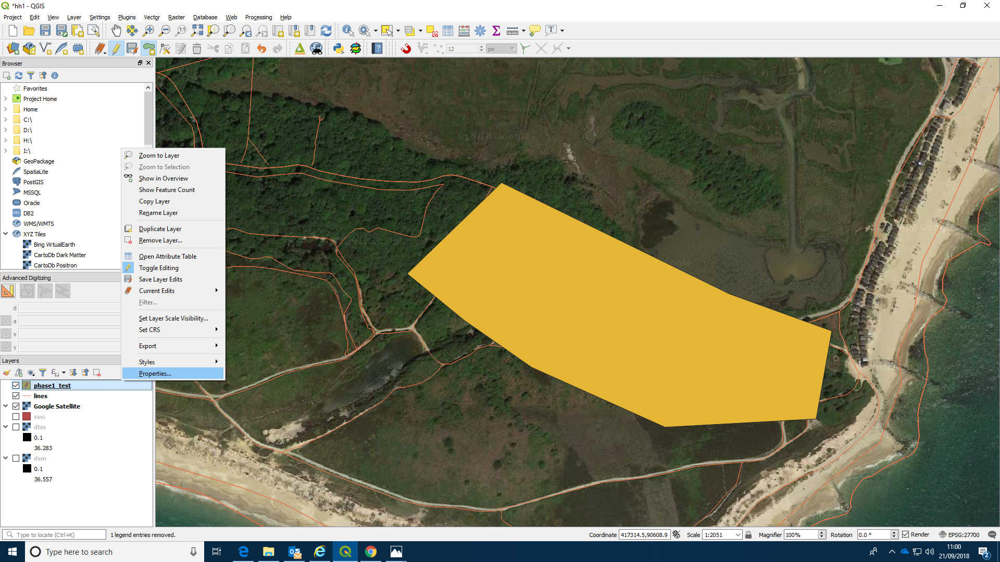 *hh1 - QGIS
Project Edit View Layer Settings Plugins Vector Raster Database Web Processing Help
12 px
Browser
Favorites
Project Home
Home
C:\
D:\
H:\
I:\
GeoPackage
SpatiaLite
PostGIS
MSSQL
Oracle
DB2
WMS/WMTS
XYZ Tiles
Bing VirtualEarth
CartoDb Dark Matter
CartoDb Positron
Advanced Digitizing
d
a
x
y
Layers
phase1_test
lines
Google Satellite
sssi
dtm
0.1
36.283
dsm
0.1
36.557
Zoom to Layer
Zoom to Selection
Show in Overview
Show Feature Count
Copy Layer
Rename Layer
Duplicate Layer
Remove Layer...
Open Attribute Table
Toggle Editing
Save Layer Edits
Current Edits
Filter...
Set Layer Scale Visibility...
Set CRS
Export
Styles
Properties...
Type to locate (Ctrl+K) 1 legend entries removed. Coordinate 417314.5,90608.9 Scale 1:2051 Magnifier 100% Rotation 0.0 ° Render EPSG:27700
Type here to search
11:00
21/09/2018
2